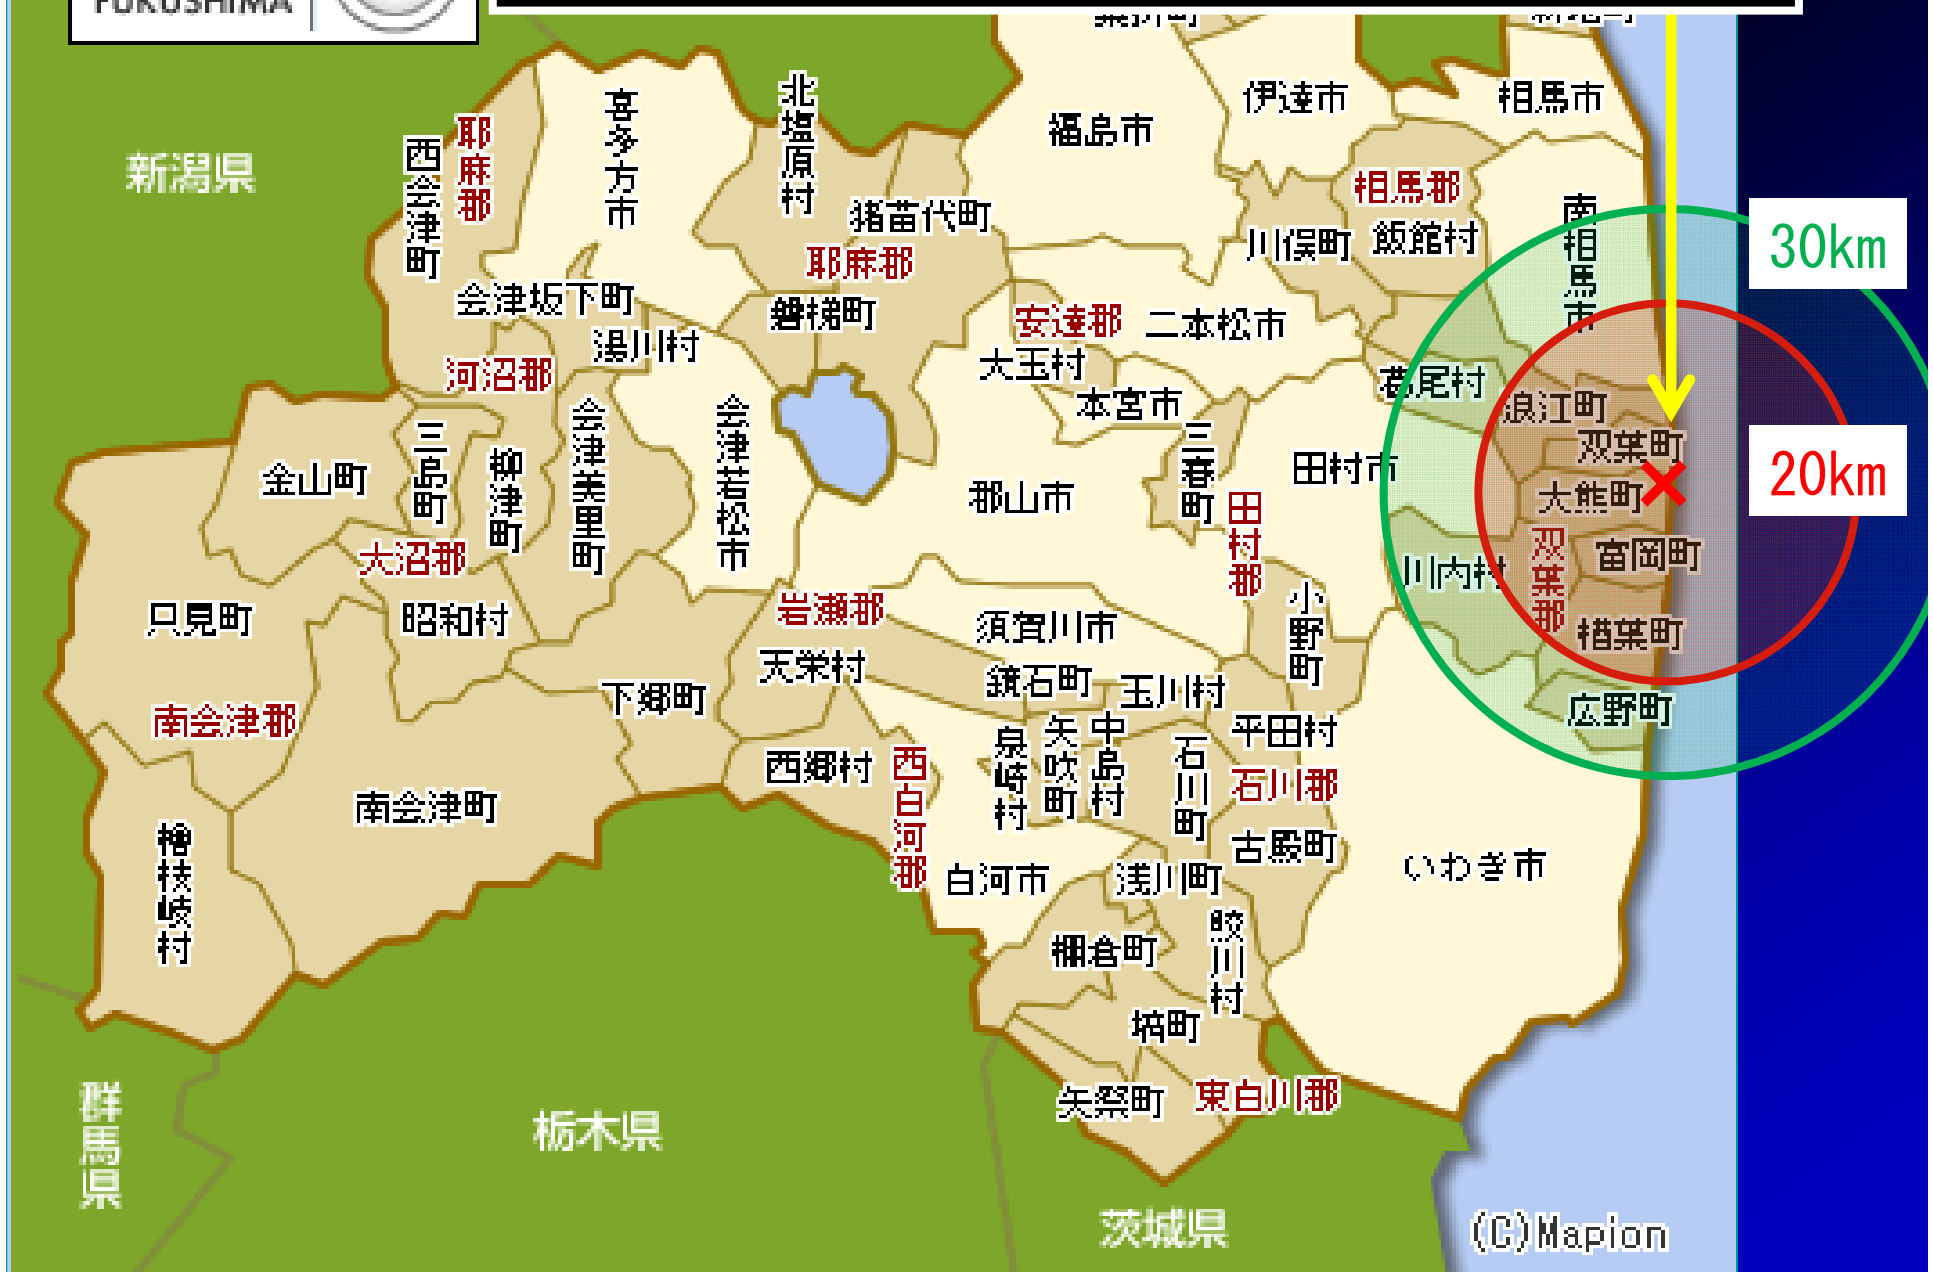 FUKUSHIMA
桑折町
新地町
伊達市
相馬市
福島市
北塩原村
喜多方市
耶麻郡
西会津町
新潟県
相馬郡
飯館村
川俣町
南相馬市
猪苗代町
耶麻郡
30km
会津坂下町
磐梯町
安達郡
二本松市
湯川村
大玉村
河沼郡
葛尾村
本宮市
浪江町
双葉町
会津美里町
会津若松市
三春町
三島町
柳津町
金山町
田村市
20km
郡山市
大熊町
田村郡
大沼郡
富岡町
川内村
双葉郡
小野町
岩瀬郡
只見町
昭和村
須賀川市
楢葉町
天栄村
鏡石町
玉川村
下郷町
広野町
南会津郡
平田村
泉崎村
矢吹町
中島村
石川町
西郷村
西白河郡
石川郡
南会津町
古殿町
いわき市
白河市
浅川町
檜枝岐村
鮫川村
棚倉町
塙町
矢祭町
東白川郡
群馬県
栃木県
茨城県
(C)Mapion